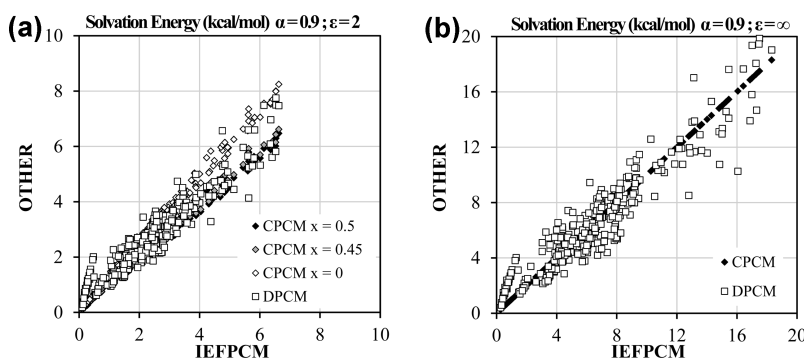 (a)
Solvation Energy (kcal/mol) α=0.9 ; ε=2
OTHER
10
8
6
4
2
0
CPCM x = 0.5
CPCM x = 0.45
CPCM x = 0
DPCM
0 2 4 6 8 10
IEFPCM
(b)
Solvation Energy (kcal/mol) α=0.9 ; ε=∞
OTHER
20
16
12
8
4
0
CPCM
DPCM
0 4 8 12 16 20
IEFPCM